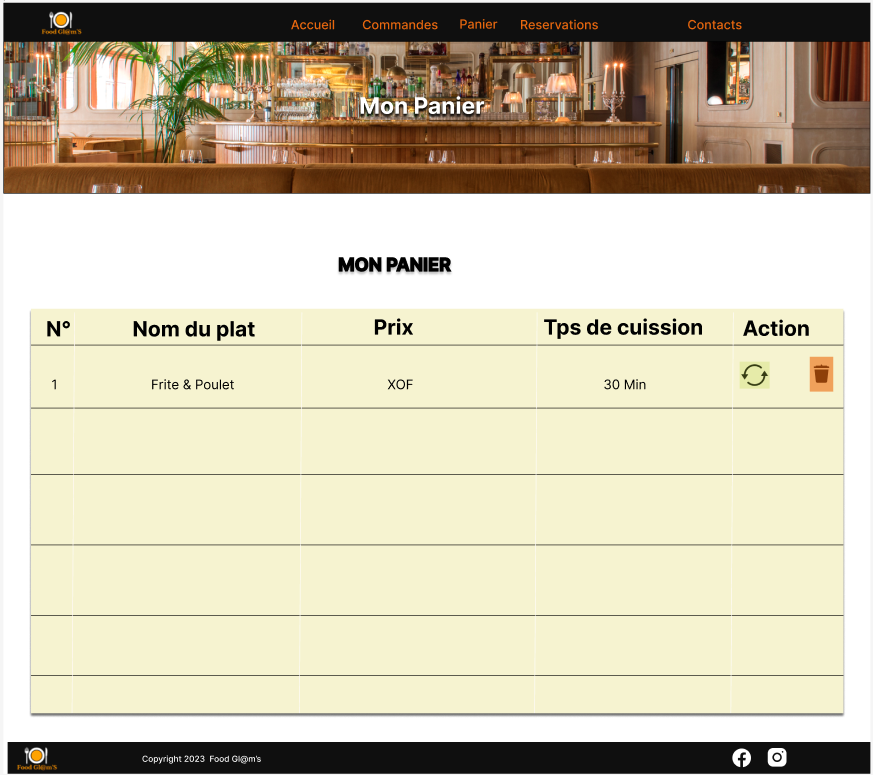 Food Gl@m'S
Accueil Commandes Panier Reservations Contacts
Mon Panier
MON PANIER
N° Nom du plat Prix Tps de cuission Action
1 Frite & Poulet XOF 30 Min
Food Gl@m'S
Copyright 2023 Food Gl@m's